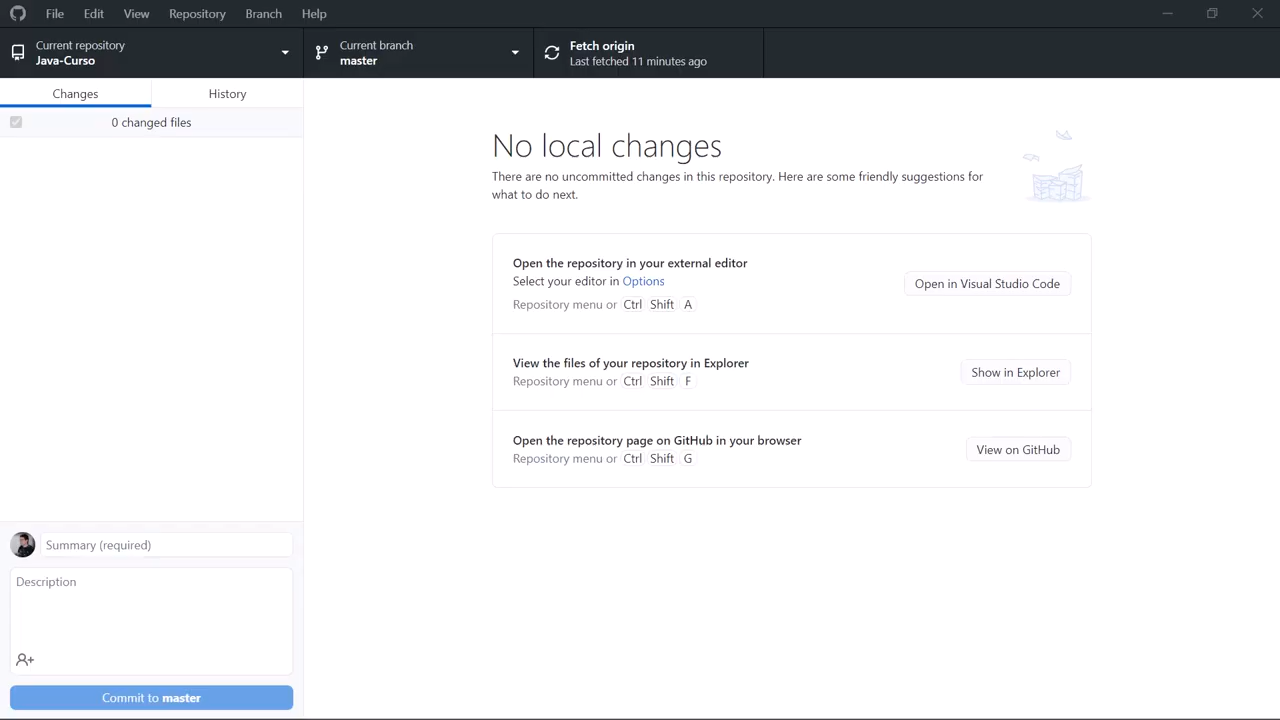 File Edit View Repository Branch Help
Current repository
Java-Curso
Current branch
master
Fetch origin
Last fetched 11 minutes ago
Changes
History
0 changed files
No local changes
There are no uncommitted changes in this repository. Here are some friendly suggestions for
what to do next.
Open the repository in your external editor
Select your editor in Options
Repository menu or Ctrl Shift A
Open in Visual Studio Code
View the files of your repository in Explorer
Repository menu or Ctrl Shift F
Show in Explorer
Open the repository page on GitHub in your browser
Repository menu or Ctrl Shift G
View on GitHub
Summary (required)
Description
Commit to master